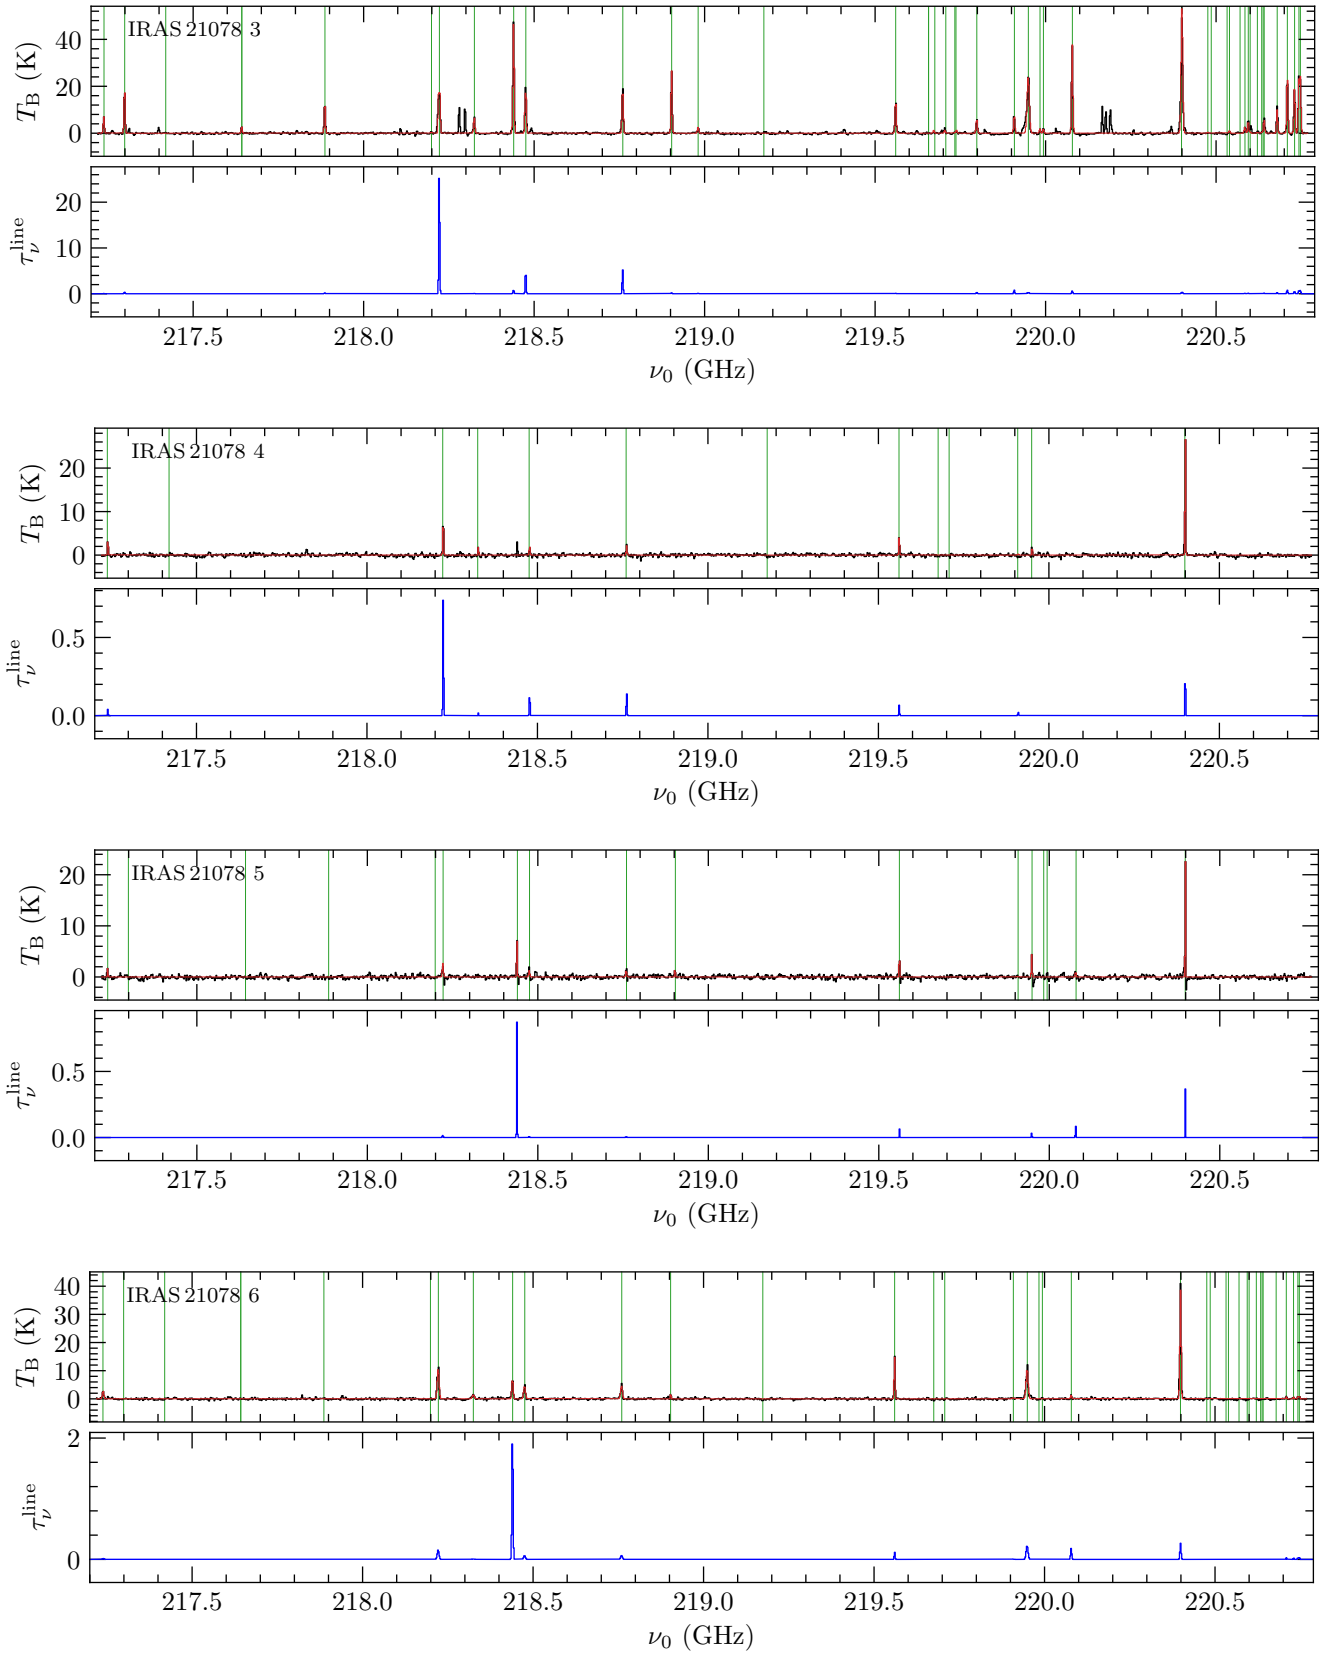 IRAS 21078 3
T_B (K)
40
20
0
τ_ν^line
20
10
0
217.5 218.0 218.5 219.0 219.5 220.0 220.5
ν_0 (GHz)
IRAS 21078 4
T_B (K)
20
10
0
τ_ν^line
0.5
0.0
217.5 218.0 218.5 219.0 219.5 220.0 220.5
ν_0 (GHz)
IRAS 21078 5
T_B (K)
20
10
0
τ_ν^line
0.5
0.0
217.5 218.0 218.5 219.0 219.5 220.0 220.5
ν_0 (GHz)
IRAS 21078 6
T_B (K)
40
30
20
10
0
τ_ν^line
2
0
217.5 218.0 218.5 219.0 219.5 220.0 220.5
ν_0 (GHz)